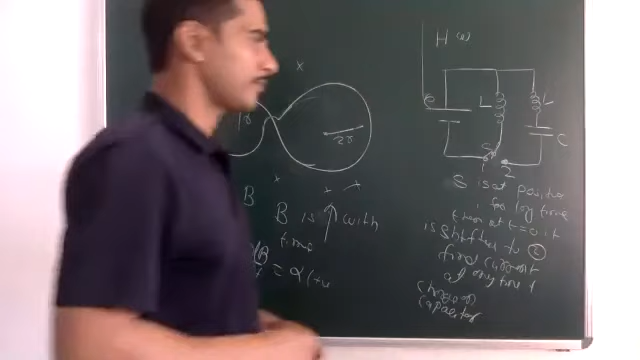 H W
e
L
L
C
S
1
2
x
2r
x
x
B
B is ↑ with
time
= α (+ve
S is at position
1 for long time
then at t=0 it
is shifted to ②
find current
at any time t
charge on
capacitor